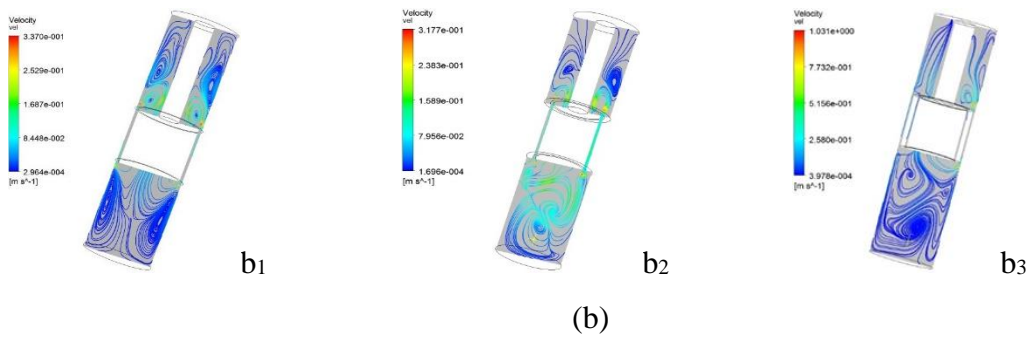 Velocity
vel
3.370e-001
2.529e-001
1.687e-001
8.448e-002
2.964e-004
[m s^-1]
b1
Velocity
vel
3.177e-001
2.383e-001
1.589e-001
7.956e-002
1.696e-004
[m s^-1]
b2
Velocity
vel
1.031e+000
7.732e-001
5.156e-001
2.580e-001
3.978e-004
[m s^-1]
b3
(b)